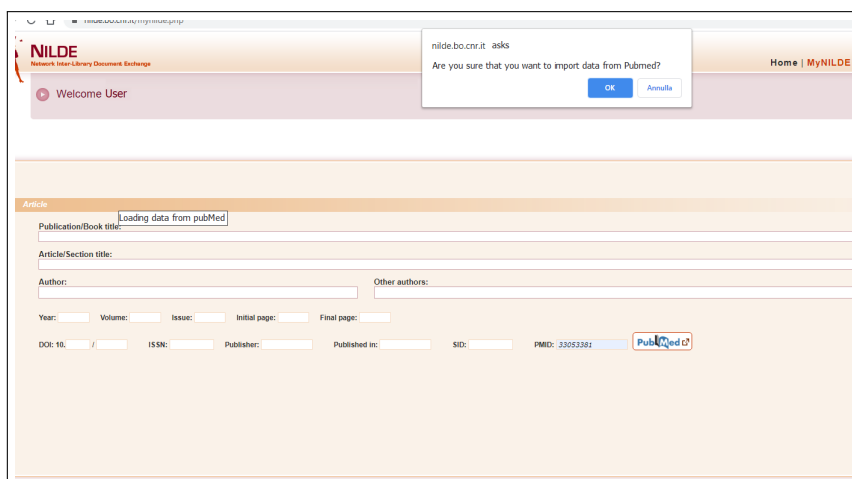 nilde.bo.cnr.it/mynilde.php
NILDE
Network Inter-Library Document Exchange
nilde.bo.cnr.it asks
Are you sure that you want to import data from Pubmed?
OK Annulla
Home | MyNILDE
Welcome User
Article
Loading data from pubMed
Publication/Book title:
Article/Section title:
Author: Other authors:
Year: Volume: Issue: Initial page: Final page:
DOI: 10. / ISSN: Publisher: Published in: SID: PMID: 33053381 PubMed